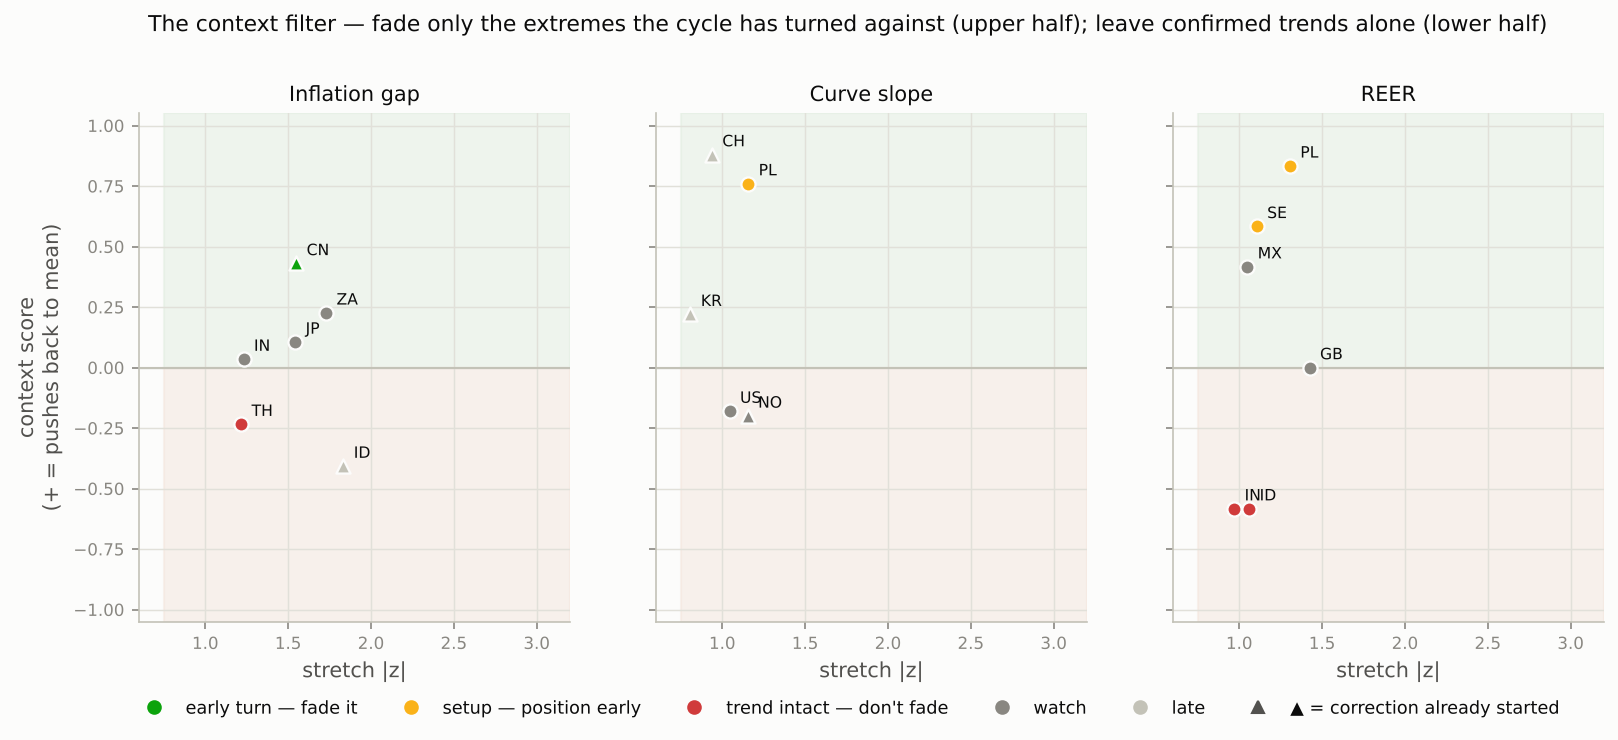 The context filter — fade only the extremes the cycle has turned against (upper half); leave confirmed trends alone (lower half)
Inflation gap
Curve slope
REER
context score
(+ = pushes back to mean)
1.00
0.75
0.50
0.25
0.00
−0.25
−0.50
−0.75
−1.00
CN
ZA
JP
IN
TH
ID
CH
PL
KR
US
NO
PL
SE
MX
GB
IN
ID
1.0 1.5 2.0 2.5 3.0
1.0 1.5 2.0 2.5 3.0
1.0 1.5 2.0 2.5 3.0
stretch |z|
stretch |z|
stretch |z|
early turn — fade it
setup — position early
trend intact — don't fade
watch
late
▲ = correction already started